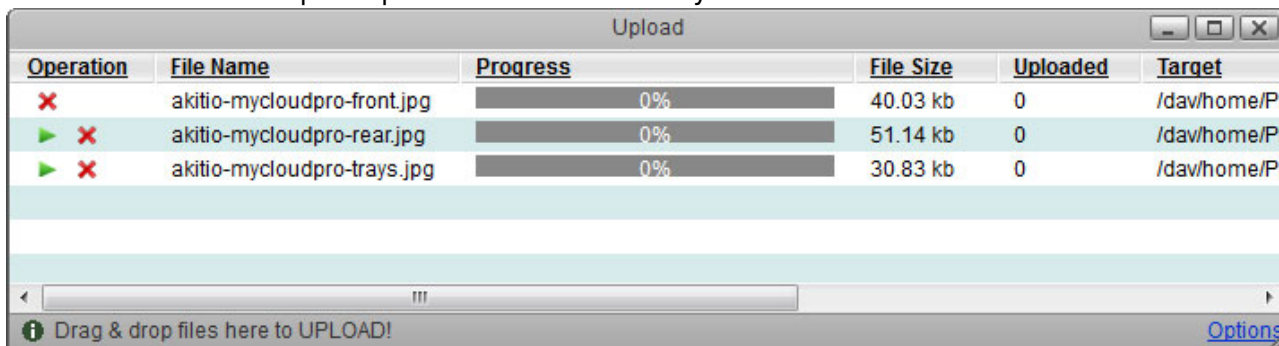 Upload
Operation File Name Progress File Size Uploaded Target
akitio-mycloudpro-front.jpg 0% 40.03 kb 0 /dav/home/P
akitio-mycloudpro-rear.jpg 0% 51.14 kb 0 /dav/home/P
akitio-mycloudpro-trays.jpg 0% 30.83 kb 0 /dav/home/P
Drag & drop files here to UPLOAD! Options